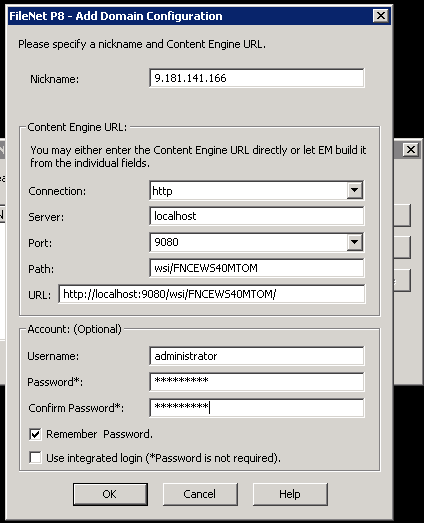 FileNet P8 - Add Domain Configuration
Please specify a nickname and Content Engine URL.
Nickname: 9.181.141.166
Content Engine URL:
You may either enter the Content Engine URL directly or let EM build it
from the individual fields.
Connection: http
Server: localhost
Port: 9080
Path: wsi/FNCEWS40MTOM
URL: http://localhost:9080/wsi/FNCEWS40MTOM/
Account: (Optional)
Username: administrator
Password*: *********
Confirm Password*: *********
Remember Password.
Use integrated login (*Password is not required).
OK Cancel Help